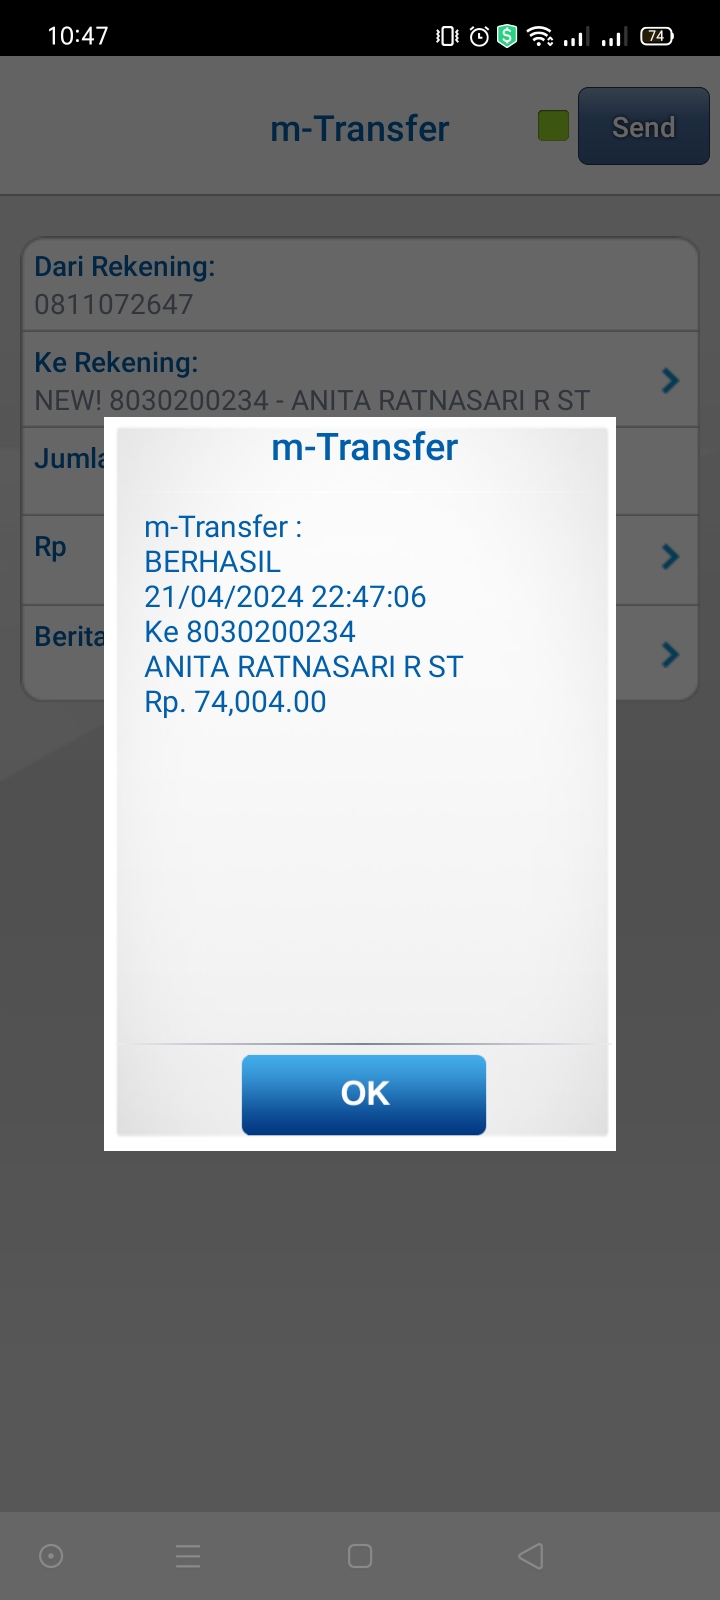 10:47
74
m-Transfer
Send
Dari Rekening:
0811072647
Ke Rekening:
NEW! 8030200234 - ANITA RATNASARI R ST
Rp
Berita
m-Transfer
m-Transfer :
BERHASIL
21/04/2024 22:47:06
Ke 8030200234
ANITA RATNASARI R ST
Rp. 74,004.00
OK